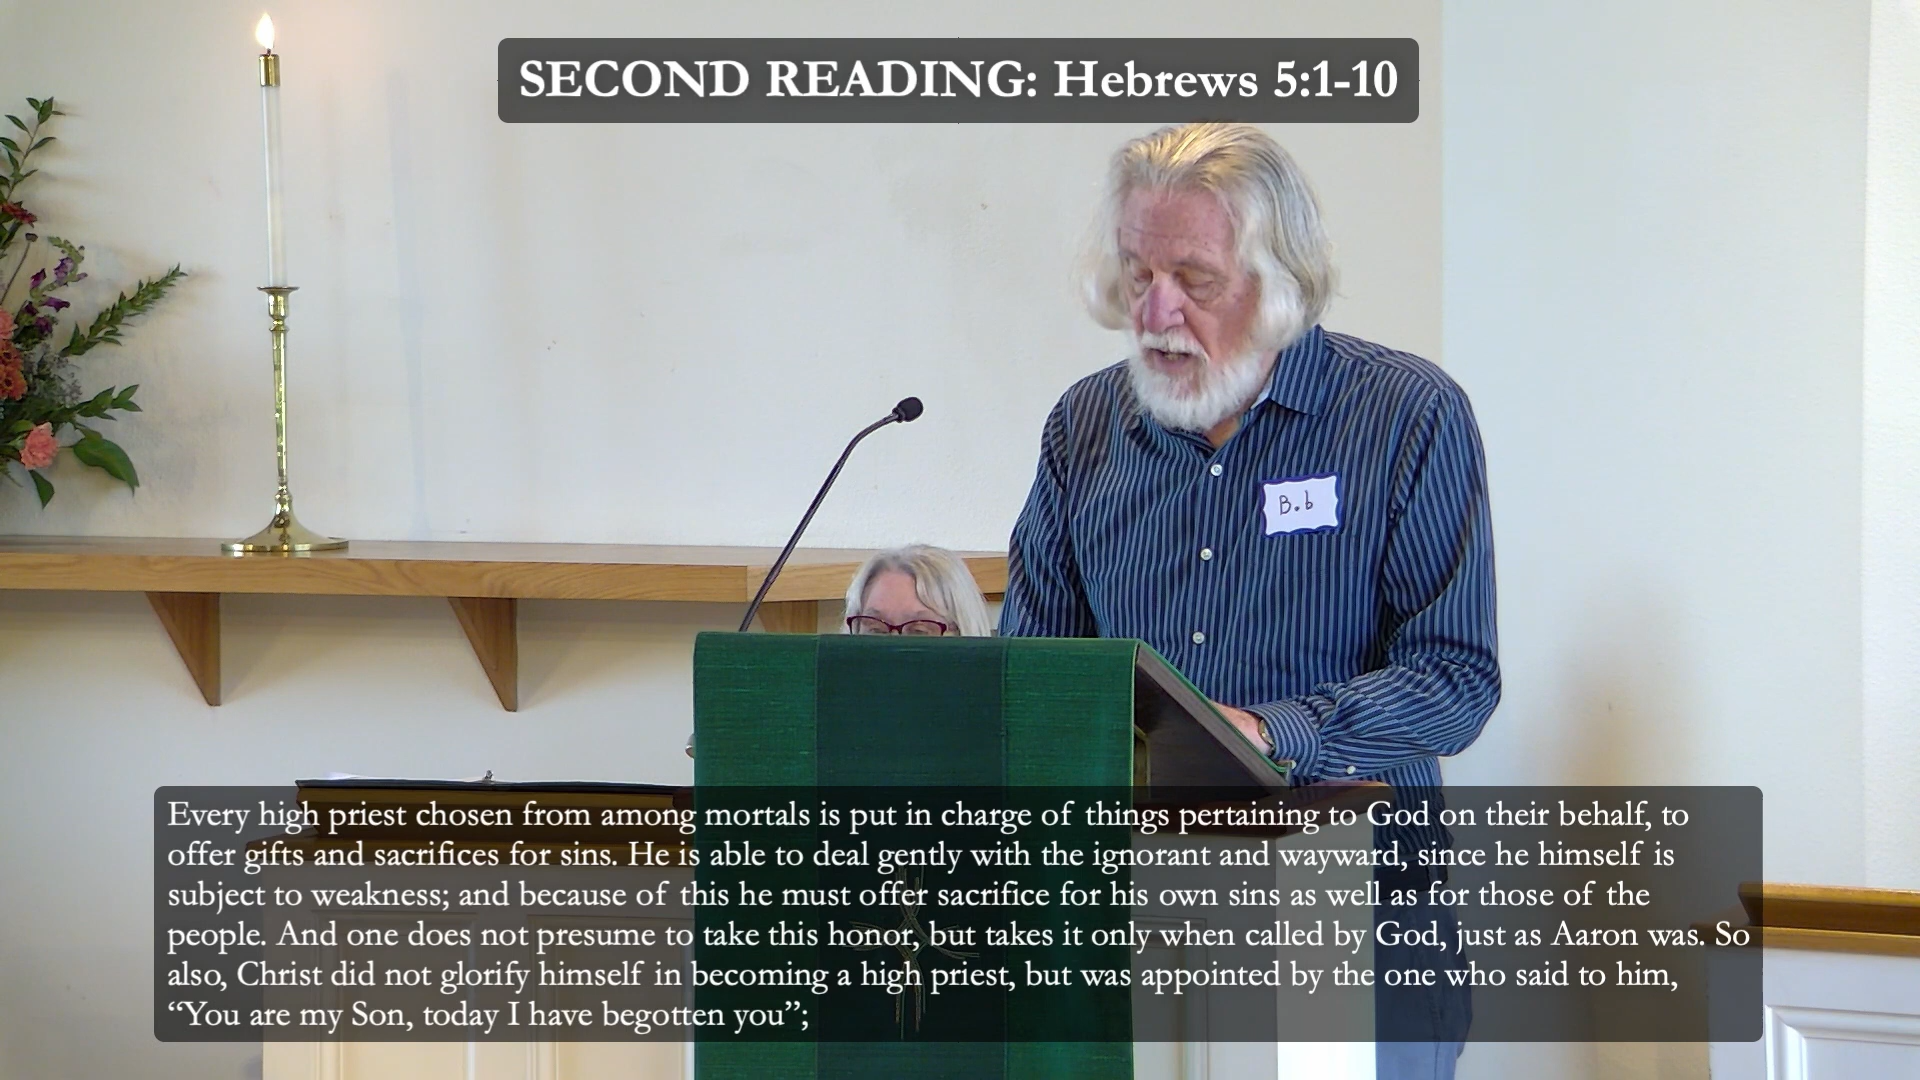 SECOND READING: Hebrews 5:1-10
B.b
Every high priest chosen from among mortals is put in charge of things pertaining to God on their behalf, to
offer gifts and sacrifices for sins. He is able to deal gently with the ignorant and wayward, since he himself is
subject to weakness; and because of this he must offer sacrifice for his own sins as well as for those of the
people. And one does not presume to take this honor, but takes it only when called by God, just as Aaron was. So
also, Christ did not glorify himself in becoming a high priest, but was appointed by the one who said to him,
“You are my Son, today I have begotten you”;